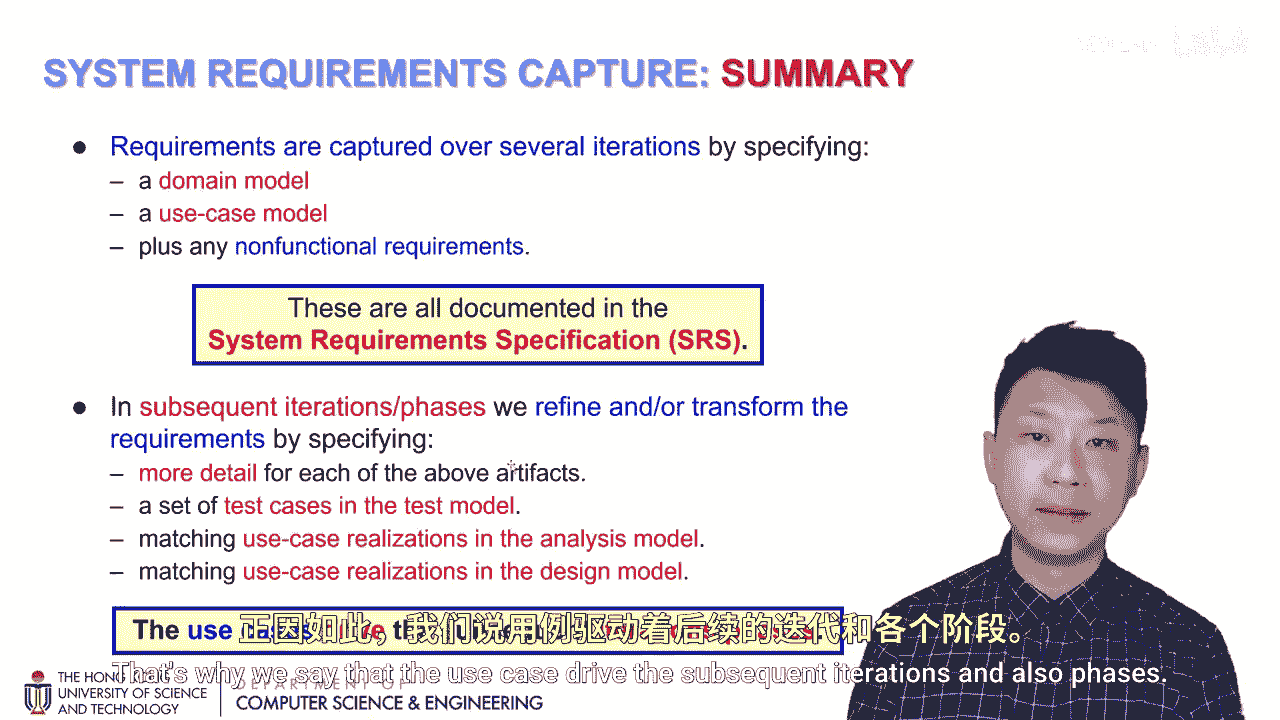 SYSTEM REQUIREMENTS CAPTURE: SUMMARY
● Requirements are captured over several iterations by specifying:
– a domain model
– a use-case model
– plus any nonfunctional requirements.
These are all documented in the
System Requirements Specification (SRS).
● In subsequent iterations/phases we refine and/or transform the
requirements by specifying:
– more detail for each of the above artifacts.
– a set of test cases in the test model.
– matching use-case realizations in the analysis model.
– matching use-case realizations in the design model.
The use
正因如此，我们说用例驱动着后续的迭代和各个阶段。
That's why we say that the use case drive the subsequent iterations and also phases.
THE HONG KONG
UNIVERSITY OF SCIENCE
AND TECHNOLOGY
DEPARTMENT OF
COMPUTER SCIENCE & ENGINEERING